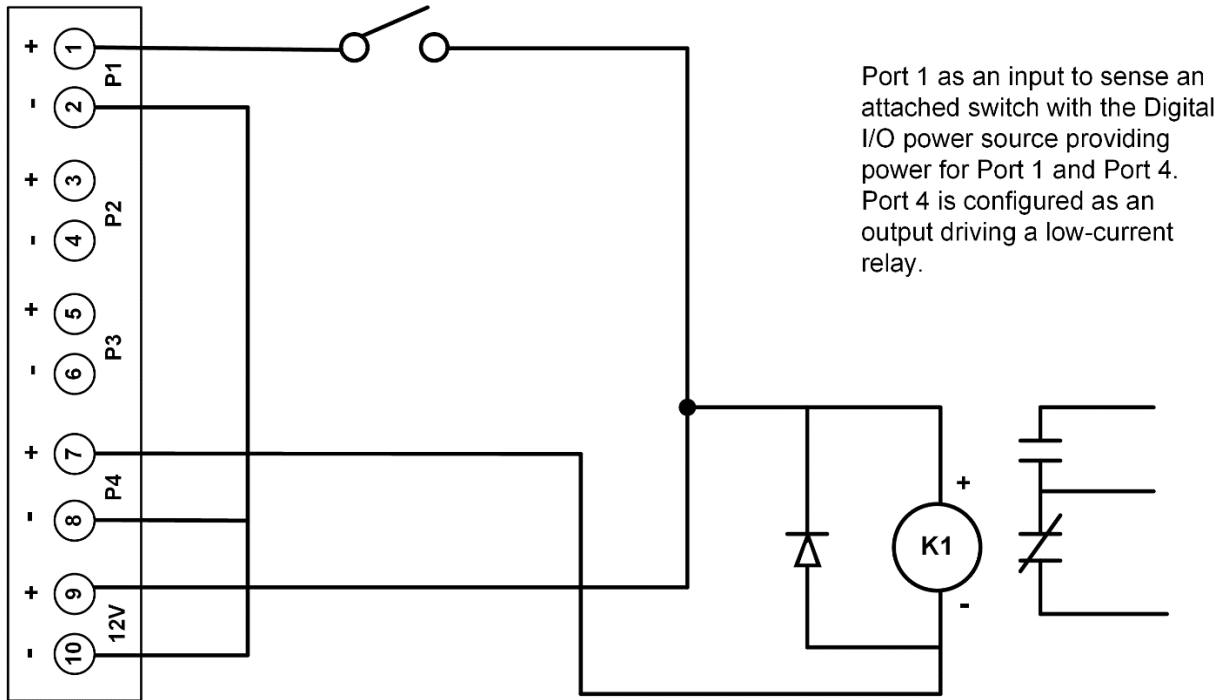 + 1
P1
- 2
+ 3
P2
- 4
+ 5
P3
- 6
+ 7
P4
- 8
+ 9
12V
- 10
Port 1 as an input to sense an
attached switch with the Digital
I/O power source providing
power for Port 1 and Port 4.
Port 4 is configured as an
output driving a low-current
relay.
+
K1
-